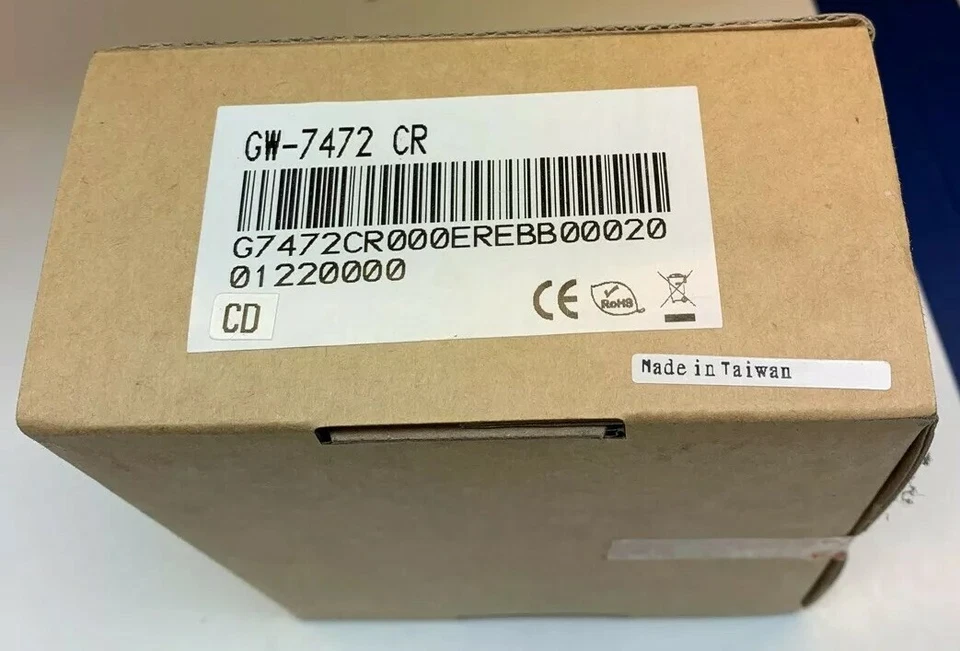 GW-7472 CR
G7472CR000EREBB00020
01220000
CD
CE
RoHS
Made in Taiwan